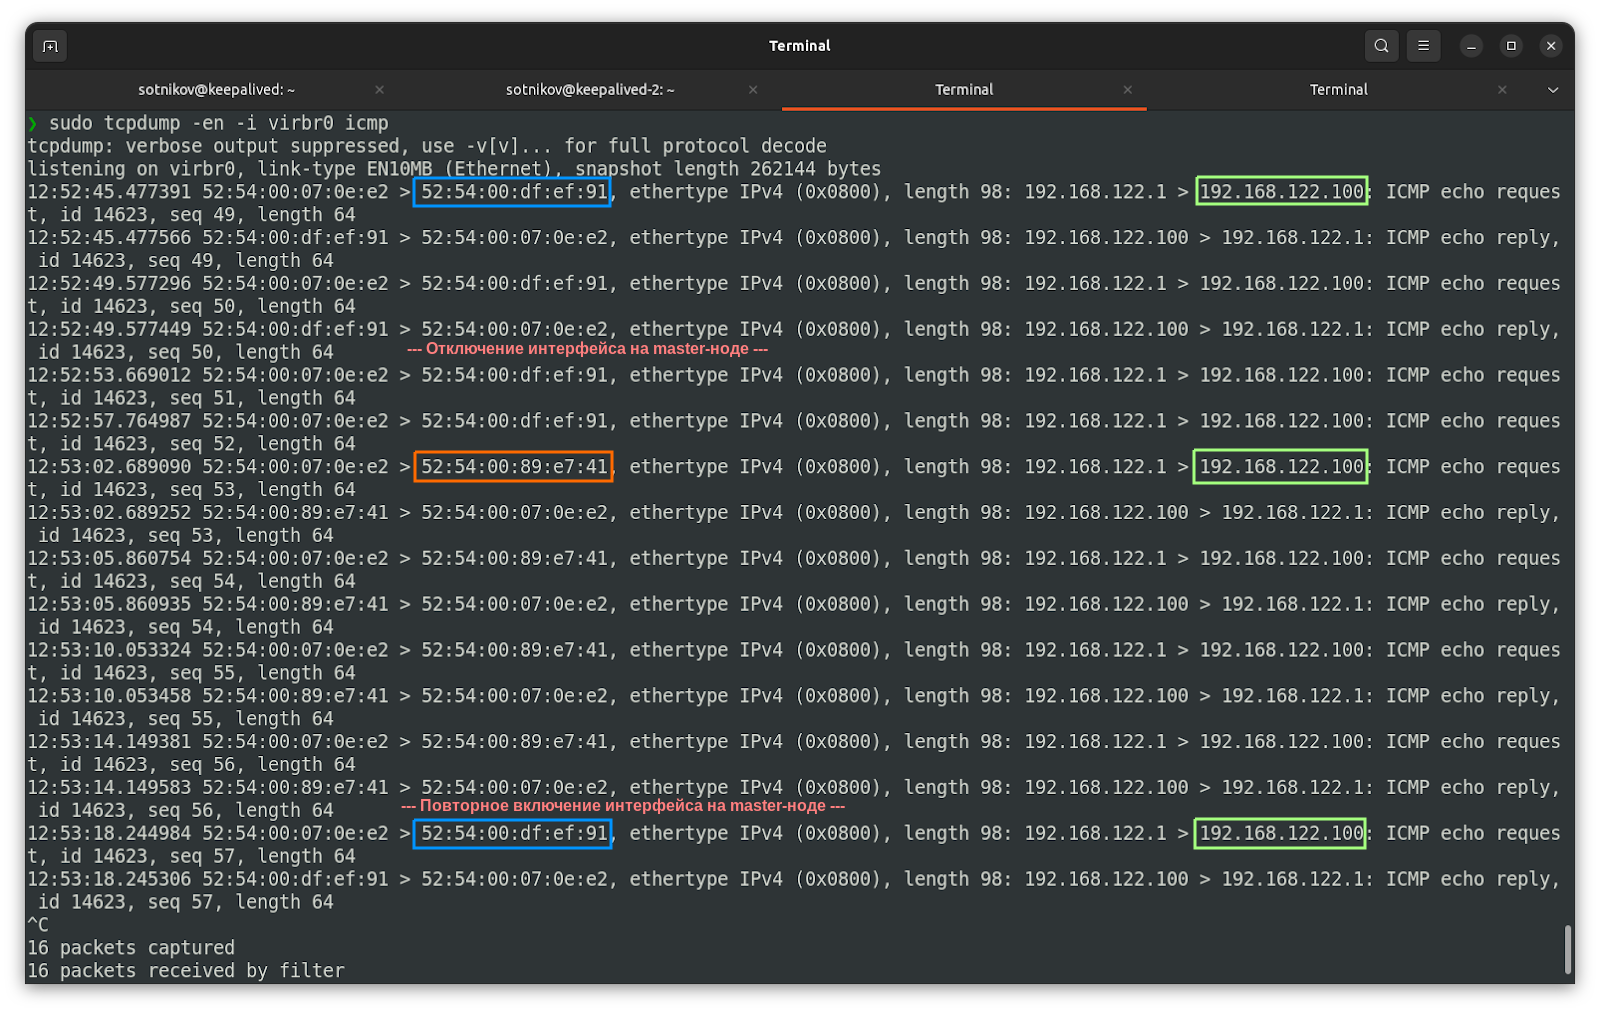 Terminal
sotnikov@keepalived: ~
sotnikov@keepalived-2: ~
Terminal
Terminal
❯ sudo tcpdump -en -i virbr0 icmp
tcpdump: verbose output suppressed, use -v[v]... for full protocol decode
listening on virbr0, link-type EN10MB (Ethernet), snapshot length 262144 bytes
12:52:45.477391 52:54:00:07:0e:e2 > 52:54:00:df:ef:91, ethertype IPv4 (0x0800), length 98: 192.168.122.1 > 192.168.122.100: ICMP echo reques
t, id 14623, seq 49, length 64
12:52:45.477566 52:54:00:df:ef:91 > 52:54:00:07:0e:e2, ethertype IPv4 (0x0800), length 98: 192.168.122.100 > 192.168.122.1: ICMP echo reply,
 id 14623, seq 49, length 64
12:52:49.577296 52:54:00:07:0e:e2 > 52:54:00:df:ef:91, ethertype IPv4 (0x0800), length 98: 192.168.122.1 > 192.168.122.100: ICMP echo reques
t, id 14623, seq 50, length 64
12:52:49.577449 52:54:00:df:ef:91 > 52:54:00:07:0e:e2, ethertype IPv4 (0x0800), length 98: 192.168.122.100 > 192.168.122.1: ICMP echo reply,
 id 14623, seq 50, length 64 --- Отключение интерфейса на master-ноде ---
12:52:53.669012 52:54:00:07:0e:e2 > 52:54:00:df:ef:91, ethertype IPv4 (0x0800), length 98: 192.168.122.1 > 192.168.122.100: ICMP echo reques
t, id 14623, seq 51, length 64
12:52:57.764987 52:54:00:07:0e:e2 > 52:54:00:df:ef:91, ethertype IPv4 (0x0800), length 98: 192.168.122.1 > 192.168.122.100: ICMP echo reques
t, id 14623, seq 52, length 64
12:53:02.689090 52:54:00:07:0e:e2 > 52:54:00:89:e7:41, ethertype IPv4 (0x0800), length 98: 192.168.122.1 > 192.168.122.100: ICMP echo reques
t, id 14623, seq 53, length 64
12:53:02.689252 52:54:00:89:e7:41 > 52:54:00:07:0e:e2, ethertype IPv4 (0x0800), length 98: 192.168.122.100 > 192.168.122.1: ICMP echo reply,
 id 14623, seq 53, length 64
12:53:05.860754 52:54:00:07:0e:e2 > 52:54:00:89:e7:41, ethertype IPv4 (0x0800), length 98: 192.168.122.1 > 192.168.122.100: ICMP echo reques
t, id 14623, seq 54, length 64
12:53:05.860935 52:54:00:89:e7:41 > 52:54:00:07:0e:e2, ethertype IPv4 (0x0800), length 98: 192.168.122.100 > 192.168.122.1: ICMP echo reply,
 id 14623, seq 54, length 64
12:53:10.053324 52:54:00:07:0e:e2 > 52:54:00:89:e7:41, ethertype IPv4 (0x0800), length 98: 192.168.122.1 > 192.168.122.100: ICMP echo reques
t, id 14623, seq 55, length 64
12:53:10.053458 52:54:00:89:e7:41 > 52:54:00:07:0e:e2, ethertype IPv4 (0x0800), length 98: 192.168.122.100 > 192.168.122.1: ICMP echo reply,
 id 14623, seq 55, length 64
12:53:14.149381 52:54:00:07:0e:e2 > 52:54:00:89:e7:41, ethertype IPv4 (0x0800), length 98: 192.168.122.1 > 192.168.122.100: ICMP echo reques
t, id 14623, seq 56, length 64
12:53:14.149583 52:54:00:89:e7:41 > 52:54:00:07:0e:e2, ethertype IPv4 (0x0800), length 98: 192.168.122.100 > 192.168.122.1: ICMP echo reply,
 id 14623, seq 56, length 64 --- Повторное включение интерфейса на master-ноде ---
12:53:18.244984 52:54:00:07:0e:e2 > 52:54:00:df:ef:91, ethertype IPv4 (0x0800), length 98: 192.168.122.1 > 192.168.122.100: ICMP echo reques
t, id 14623, seq 57, length 64
12:53:18.245306 52:54:00:df:ef:91 > 52:54:00:07:0e:e2, ethertype IPv4 (0x0800), length 98: 192.168.122.100 > 192.168.122.1: ICMP echo reply,
 id 14623, seq 57, length 64
^C
16 packets captured
16 packets received by filter